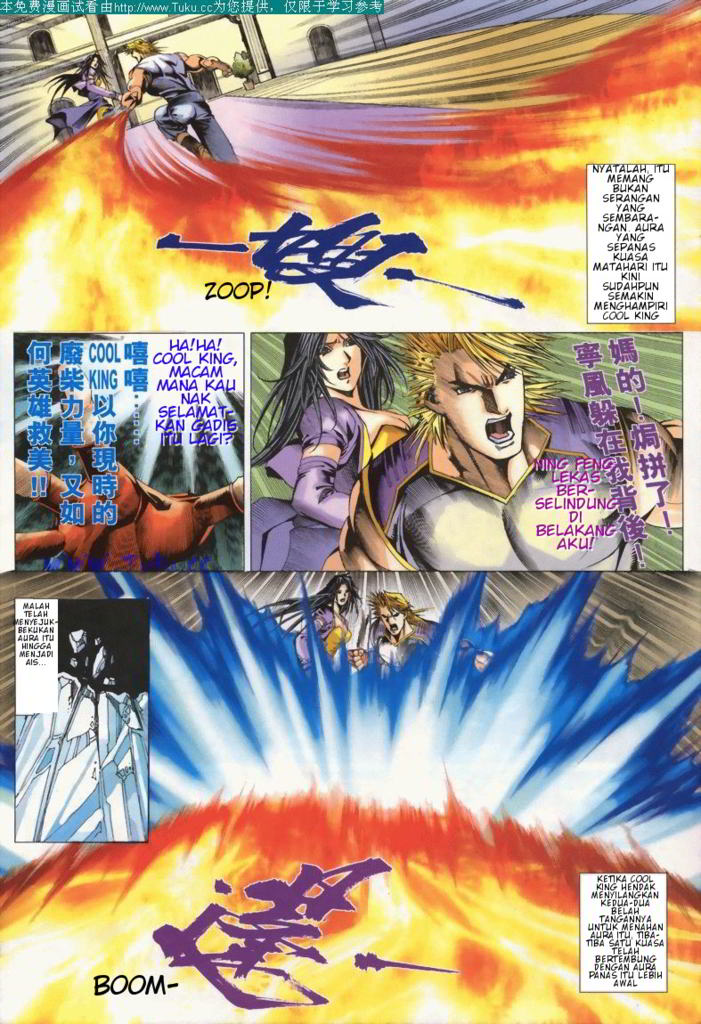 本免费漫画试看由http://www.Tuku.cc为您提供，仅限于学习参考
NYATALAH, ITU
MEMANG
BUKAN
SERANGAN
YANG
SEMBARA-
NGAN. AURA
YANG
SEPANAS
KUASA
MATAHARI ITU
KINI
SUDAHPUN
SEMAKIN
MENGHAMPIRI
COOL KING
ZOOP!
嘻嘻……
COOL KING以你現時的
廢柴力量，又如
何英雄救美!!
HA!HA!
COOL KING,
MACAM
MANA KAU
NAK
SELAMAT-
KAN GADIS
ITU LAGI?
媽的！焗拼了！
寧風躲在我背後！
NING FENG
LEKAS
BER-
SELINDUNG
DI
BELAKANG
AKU!
MALAH
TELAH
MENYEJUK-
BEKUKAN
AURA ITU
HINGGA
MENJADI
AIS...
BOOM-
KETIKA COOL
KING HENDAK
MENYILANGKAN
KEDUA-DUA
BELAH
TANGANNYA
UNTUK MENAHAN
AURA ITU, TIBA-
TIBA SATU KUASA
TELAH
BERTEMBUNG
DENGAN AURA
PANAS ITU LEBIH
AWAL